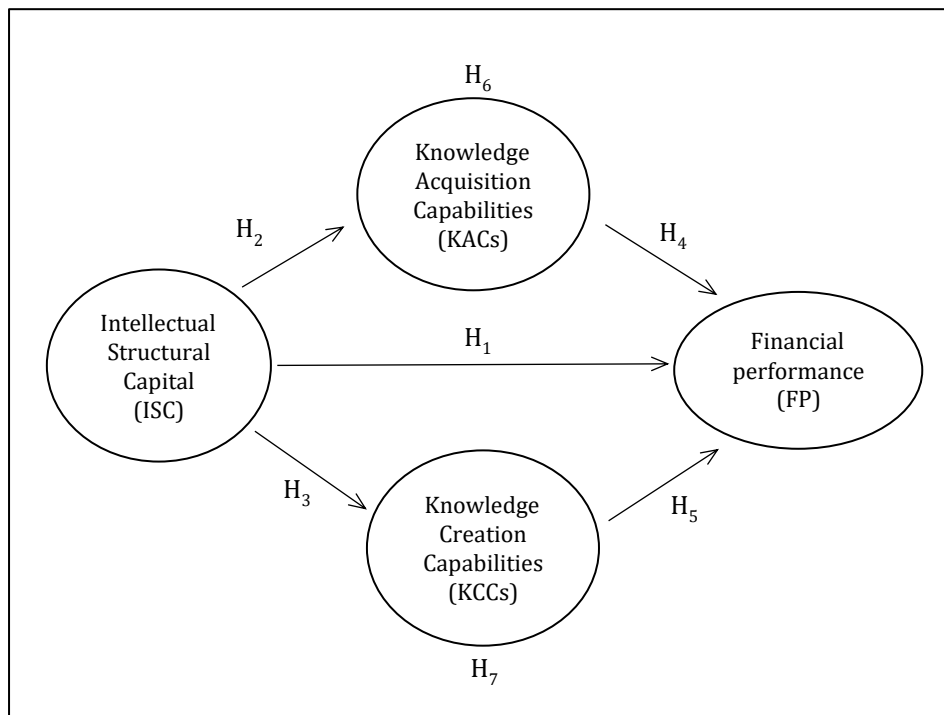 H₆
Knowledge
Acquisition
Capabilities
(KACs)
H₂
H₄
Intellectual
Structural
Capital
(ISC)
H₁
Financial
performance
(FP)
H₃
Knowledge
Creation
Capabilities
(KCCs)
H₅
H₇